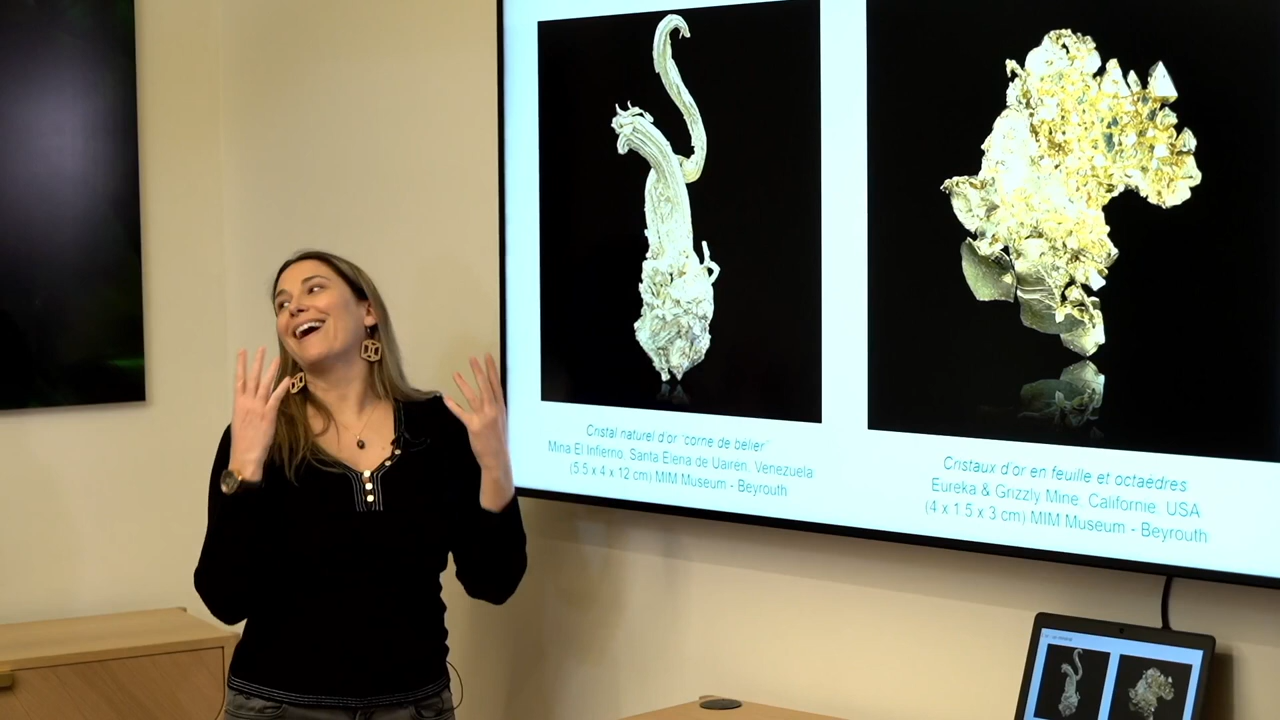 Cristal naturel d'or "corne de belier"
Mina El Infierno, Santa Elena de Uairen, Venezuela
(5.5 x 4 x 12 cm) MIM Museum - Beyrouth
Cristaux d'or en feuille et octaèdres
Eureka & Grizzly Mine, Californie, USA
(4 x 1.5 x 3 cm) MIM Museum - Beyrouth